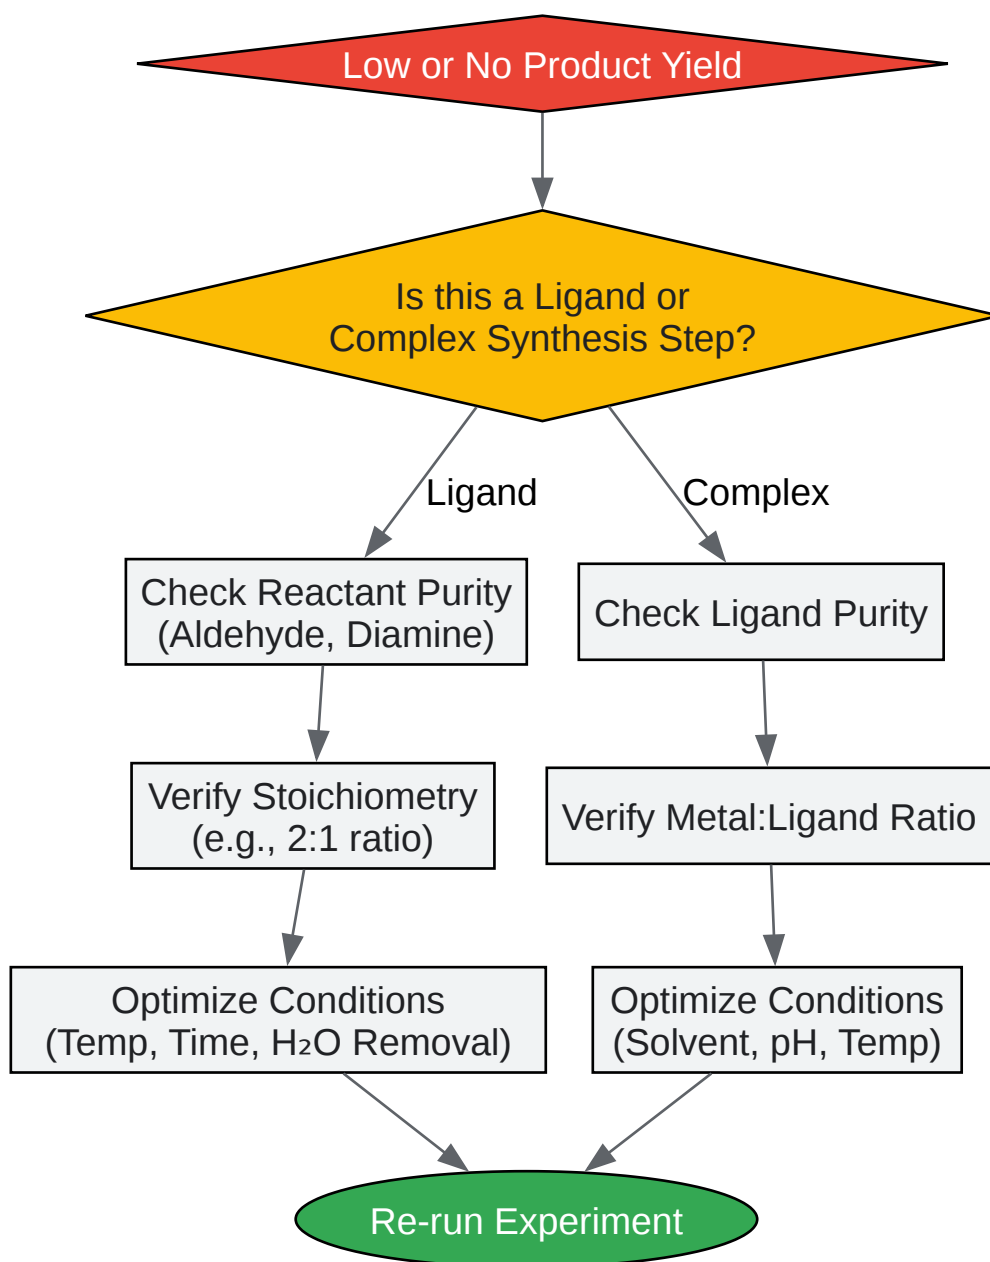 Low or No Product Yield
Is this a Ligand or
Complex Synthesis Step?
Ligand
Complex
Check Reactant Purity
(Aldehyde, Diamine)
Check Ligand Purity
Verify Stoichiometry
(e.g., 2:1 ratio)
Verify Metal:Ligand Ratio
Optimize Conditions
(Temp, Time, H₂O Removal)
Optimize Conditions
(Solvent, pH, Temp)
Re-run Experiment